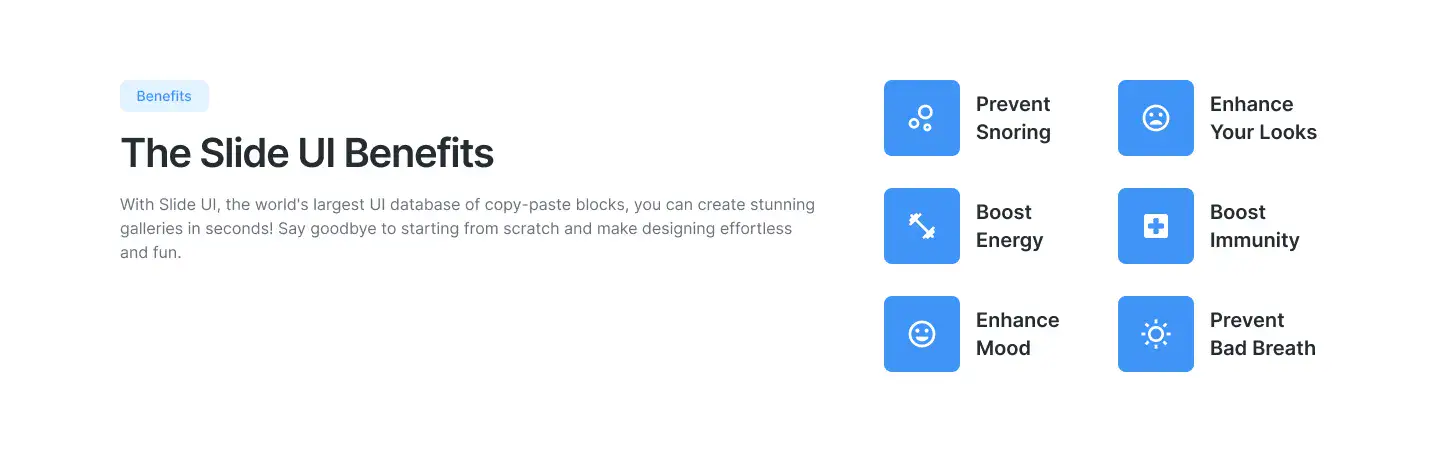 Benefits
The Slide UI Benefits
With Slide UI, the world's largest UI database of copy-paste blocks, you can create stunning
galleries in seconds! Say goodbye to starting from scratch and make designing effortless
and fun.
Prevent
Snoring
Enhance
Your Looks
Boost
Energy
Boost
Immunity
Enhance
Mood
Prevent
Bad Breath